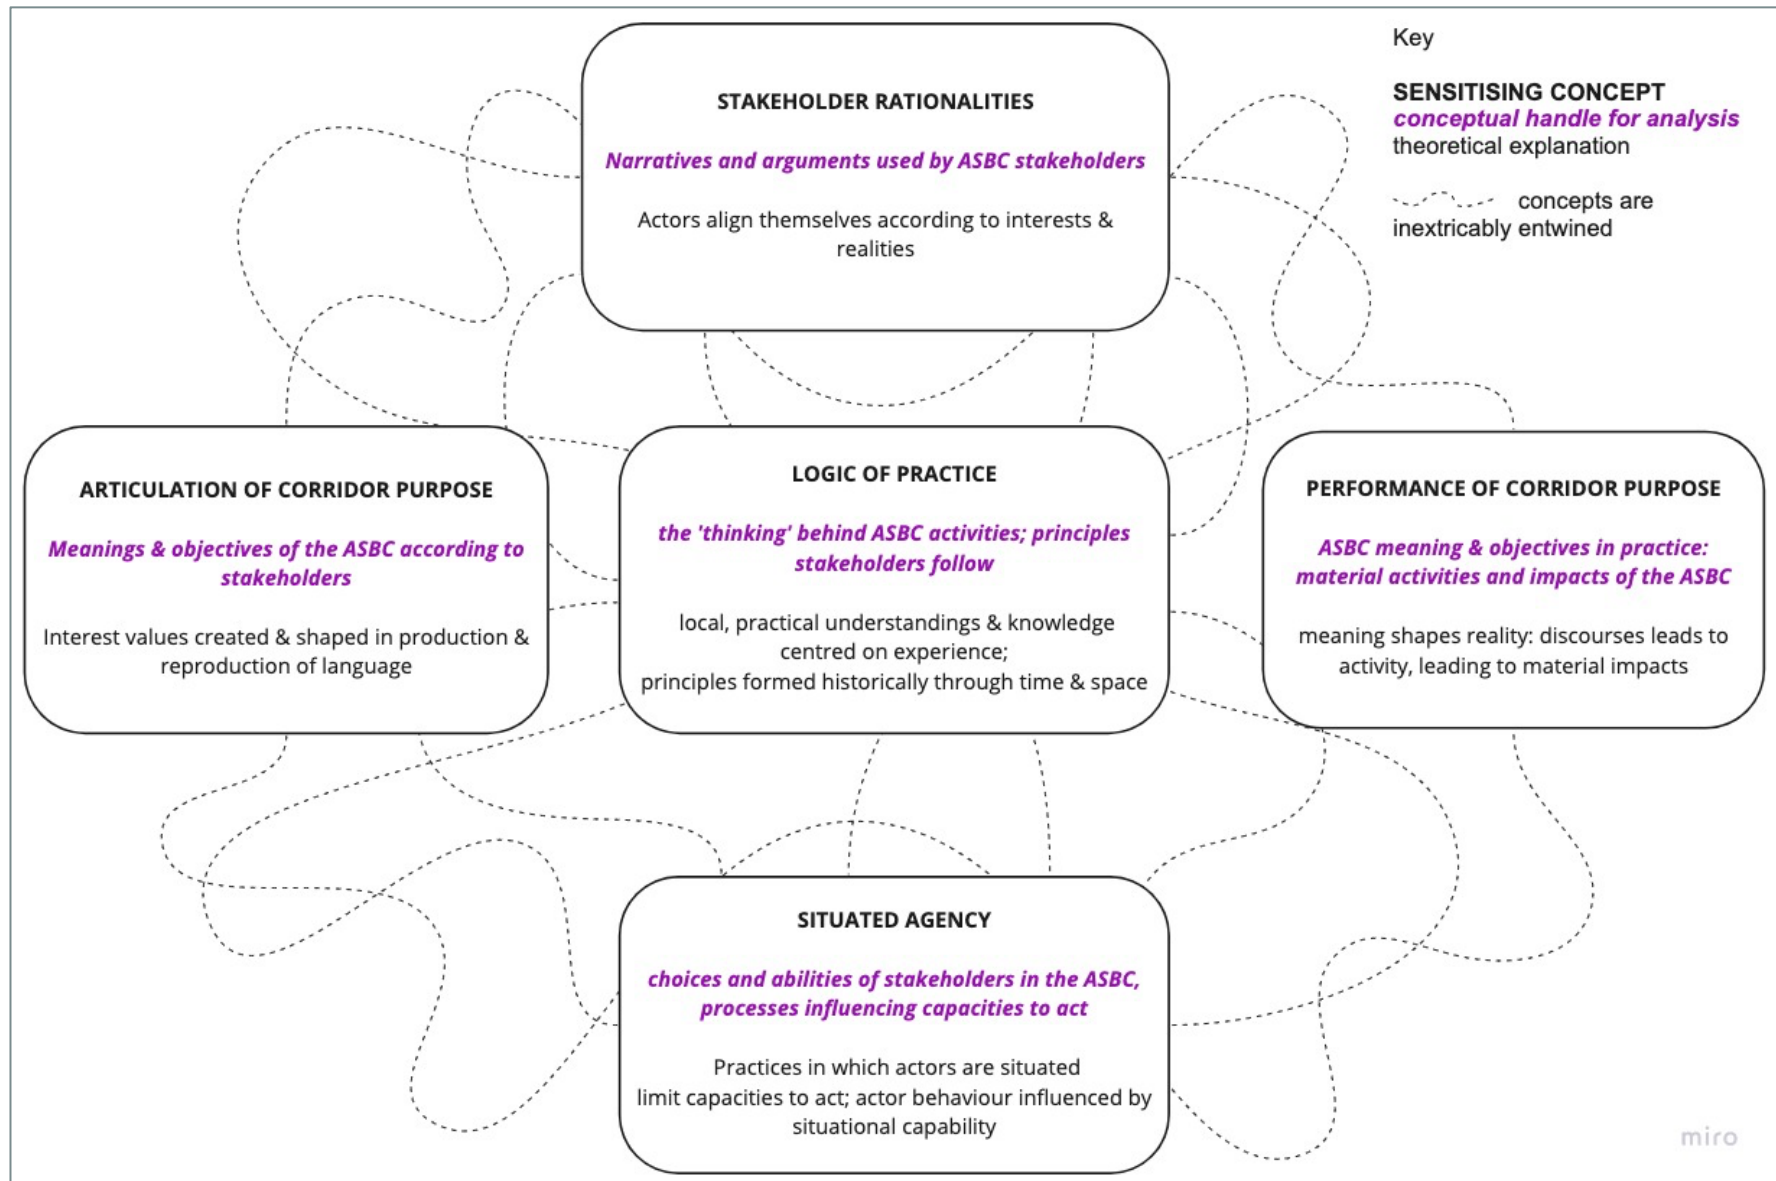 STAKEHOLDER RATIONALITIES
Narratives and arguments used by ASBC stakeholders
Actors align themselves according to interests &
realities
Key
SENSITISING CONCEPT
conceptual handle for analysis
theoretical explanation
concepts are
inextricably entwined
ARTICULATION OF CORRIDOR PURPOSE
Meanings & objectives of the ASBC according to
stakeholders
Interest values created & shaped in production &
reproduction of language
LOGIC OF PRACTICE
the 'thinking' behind ASBC activities; principles
stakeholders follow
local, practical understandings & knowledge
centred on experience;
principles formed historically through time & space
PERFORMANCE OF CORRIDOR PURPOSE
ASBC meaning & objectives in practice:
material activities and impacts of the ASBC
meaning shapes reality: discourses leads to
activity, leading to material impacts
SITUATED AGENCY
choices and abilities of stakeholders in the ASBC,
processes influencing capacities to act
Practices in which actors are situated
limit capacities to act; actor behaviour influenced by
situational capability
miro